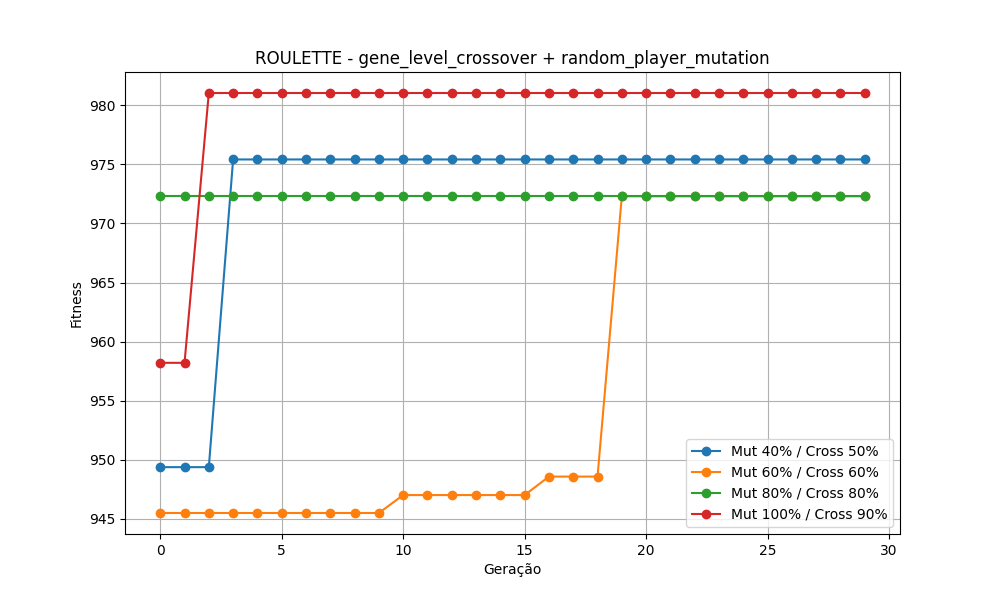 ROULETTE - gene_level_crossover + random_player_mutation
Fitness
980
975
970
965
960
955
950
945
0 5 10 15 20 25 30
Geração
Mut 40% / Cross 50%
Mut 60% / Cross 60%
Mut 80% / Cross 80%
Mut 100% / Cross 90%